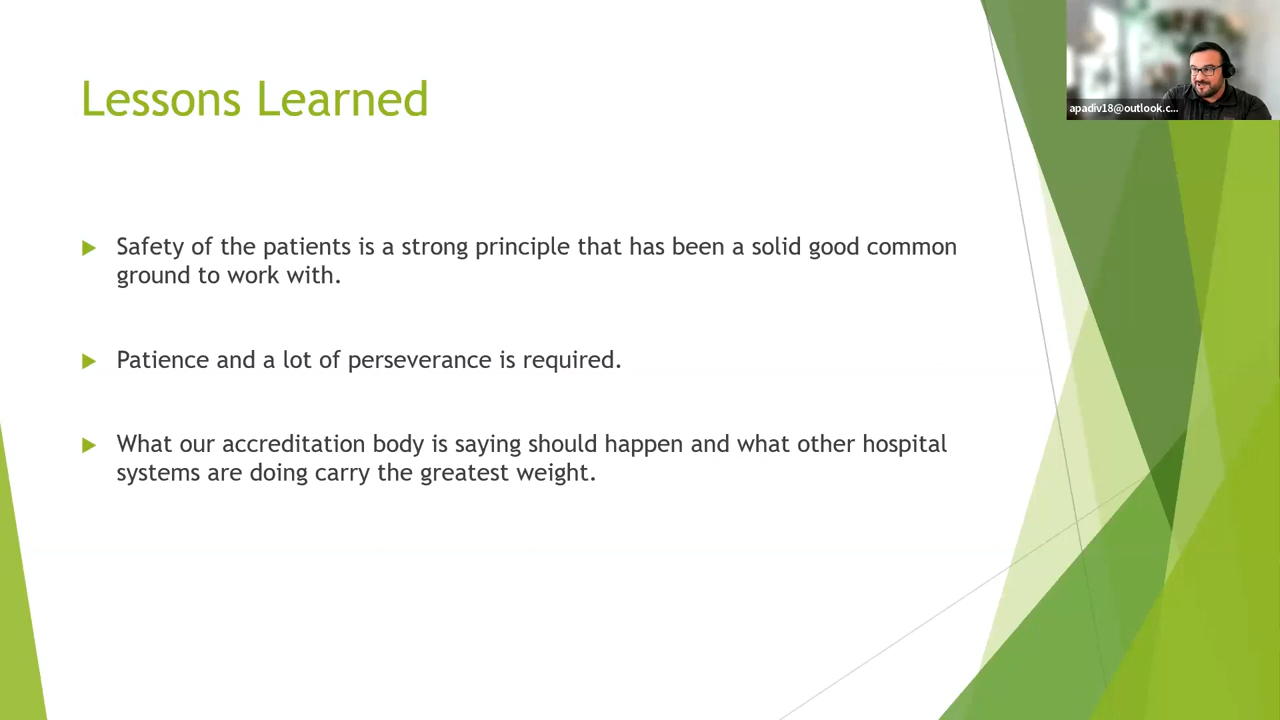 Lessons Learned
apadiv18@outlook.c...
Safety of the patients is a strong principle that has been a solid good common
ground to work with.
Patience and a lot of perseverance is required.
What our accreditation body is saying should happen and what other hospital
systems are doing carry the greatest weight.